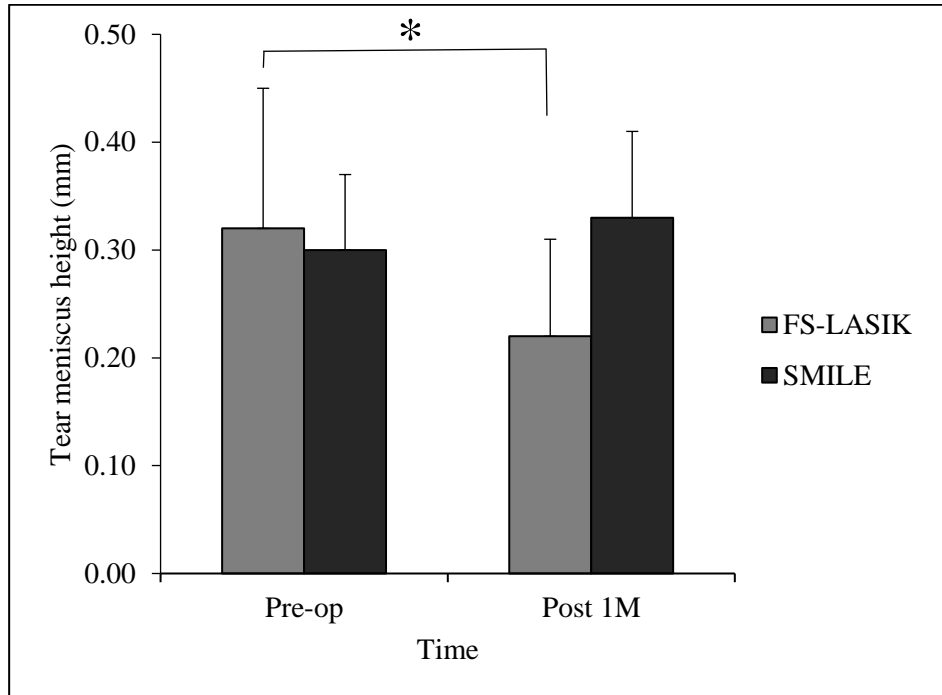 0.50
0.40
0.30
0.20
0.10
0.00
Tear meniscus height (mm)
*
Pre-op
Post 1M
Time
FS-LASIK
SMILE